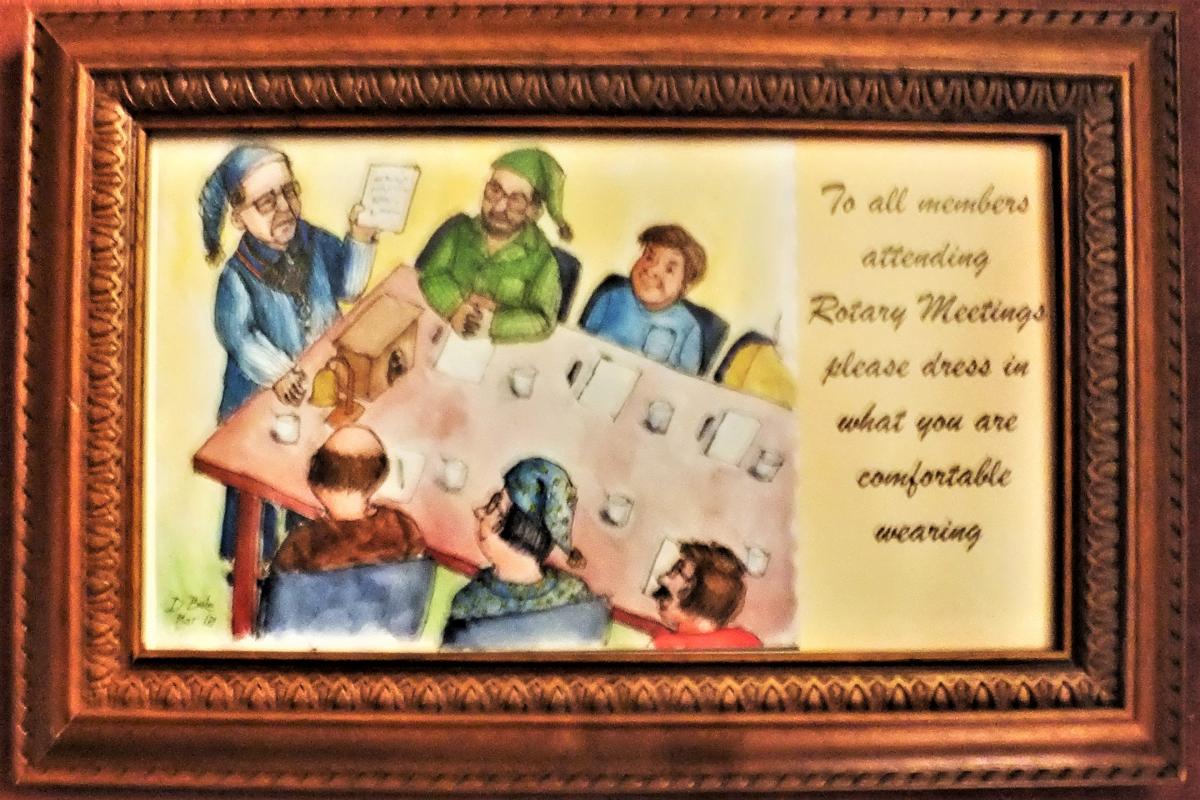 To all members
attending
Rotary Meetings
please dress in
what you are
comfortable
wearing